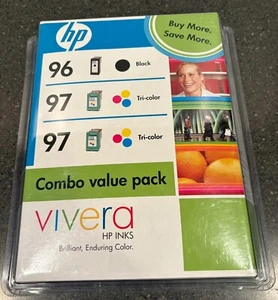 hp
Buy More.
Save More.
96 Black
97 Tri-color
97 Tri-color
Combo value pack
vivera
HP INKS
Brilliant, Enduring Color.